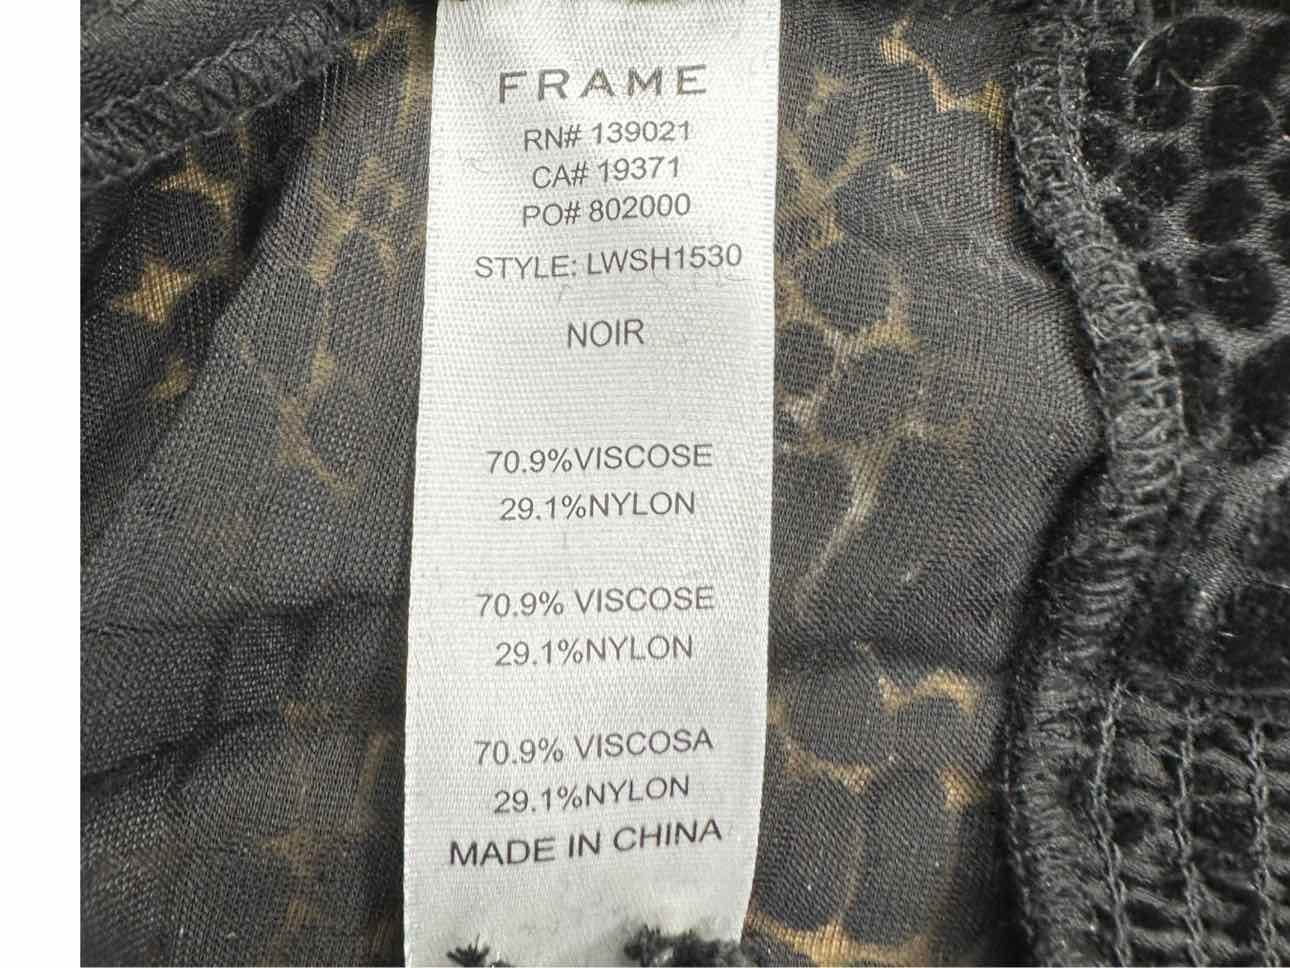 FRAME
RN# 139021
CA# 19371
PO# 802000
STYLE: LWSH1530
NOIR
70.9%VISCOSE
29.1%NYLON
70.9% VISCOSE
29.1%NYLON
70.9% VISCOSA
29.1%NYLON
MADE IN CHINA